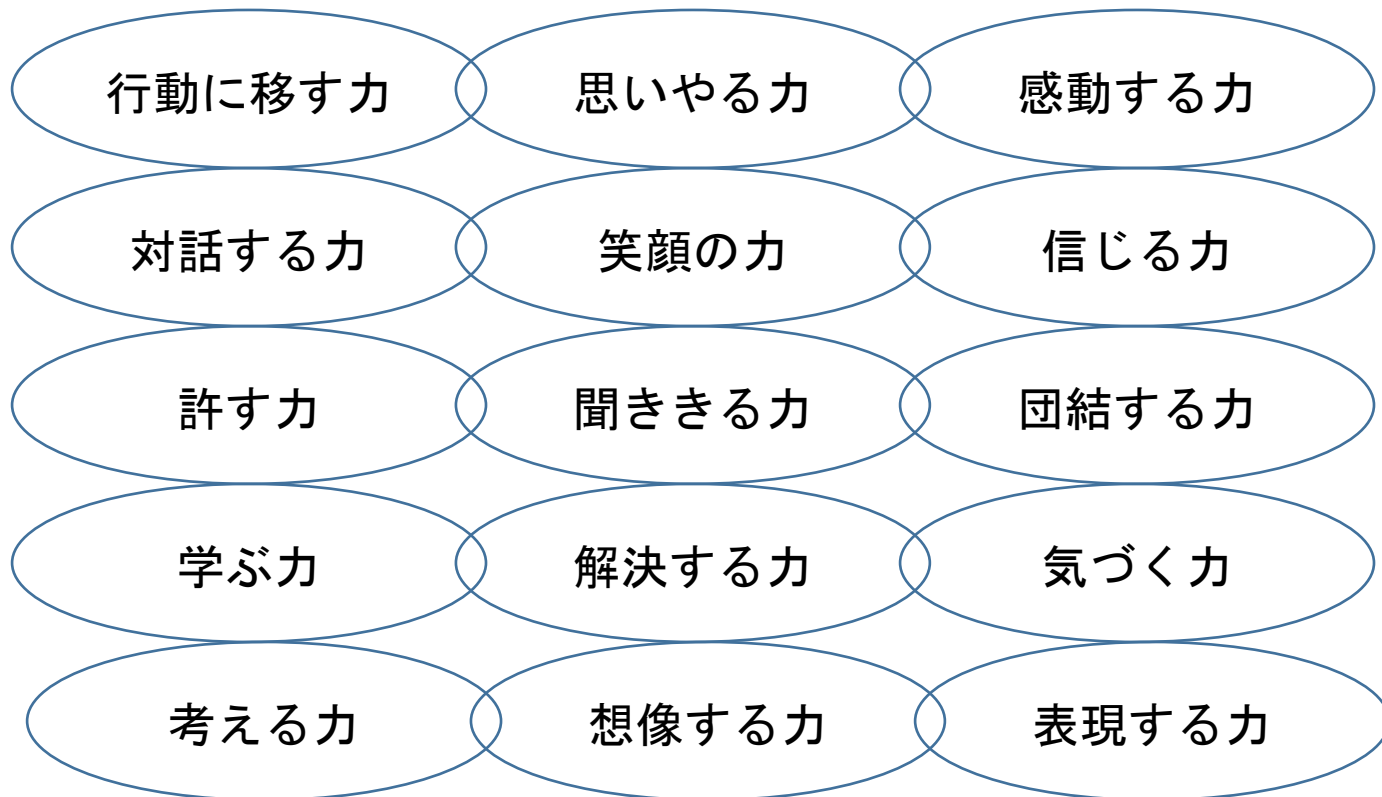 行動に移す力
思いやる力
感動する力
対話する力
笑顔の力
信じる力
許す力
聞ききる力
団結する力
学ぶ力
解決する力
気づく力
考える力
想像する力
表現する力